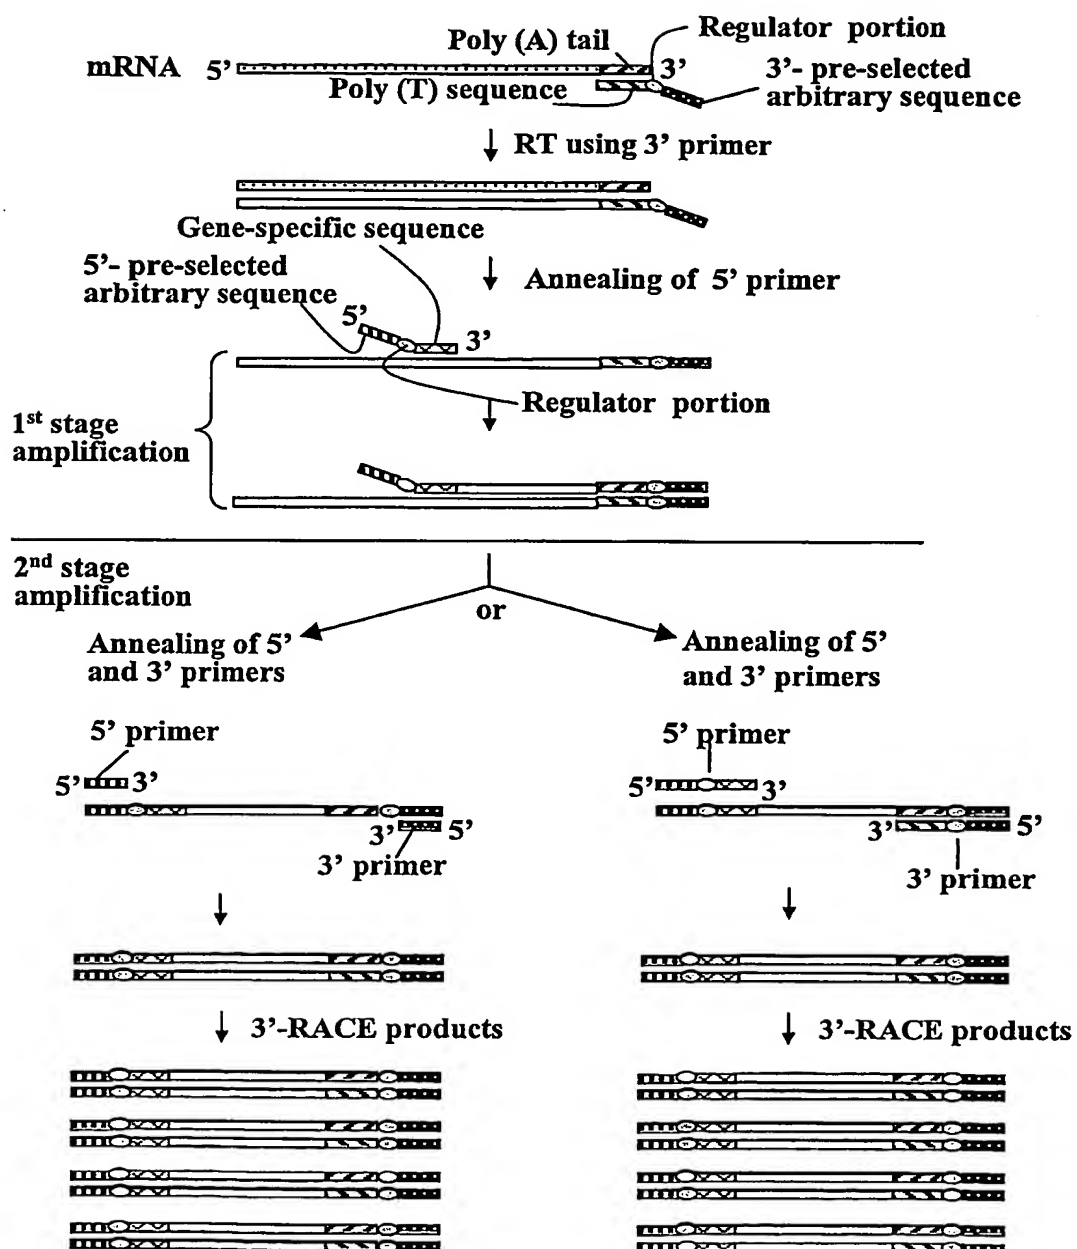 Poly (A) tail
Regulator portion
mRNA 5' 3'
Poly (T) sequence
3'- pre-selected
arbitrary sequence
RT using 3' primer
Gene-specific sequence
5'- pre-selected
arbitrary sequence
Annealing of 5' primer
5'
3'
Regulator portion
1st stage
amplification
2nd stage
amplification
or
Annealing of 5'
and 3' primers
Annealing of 5'
and 3' primers
5' primer
5' 3'
3' 5'
3' primer
5' primer
5' 3'
3' 5'
3' primer
3'-RACE products
3'-RACE products